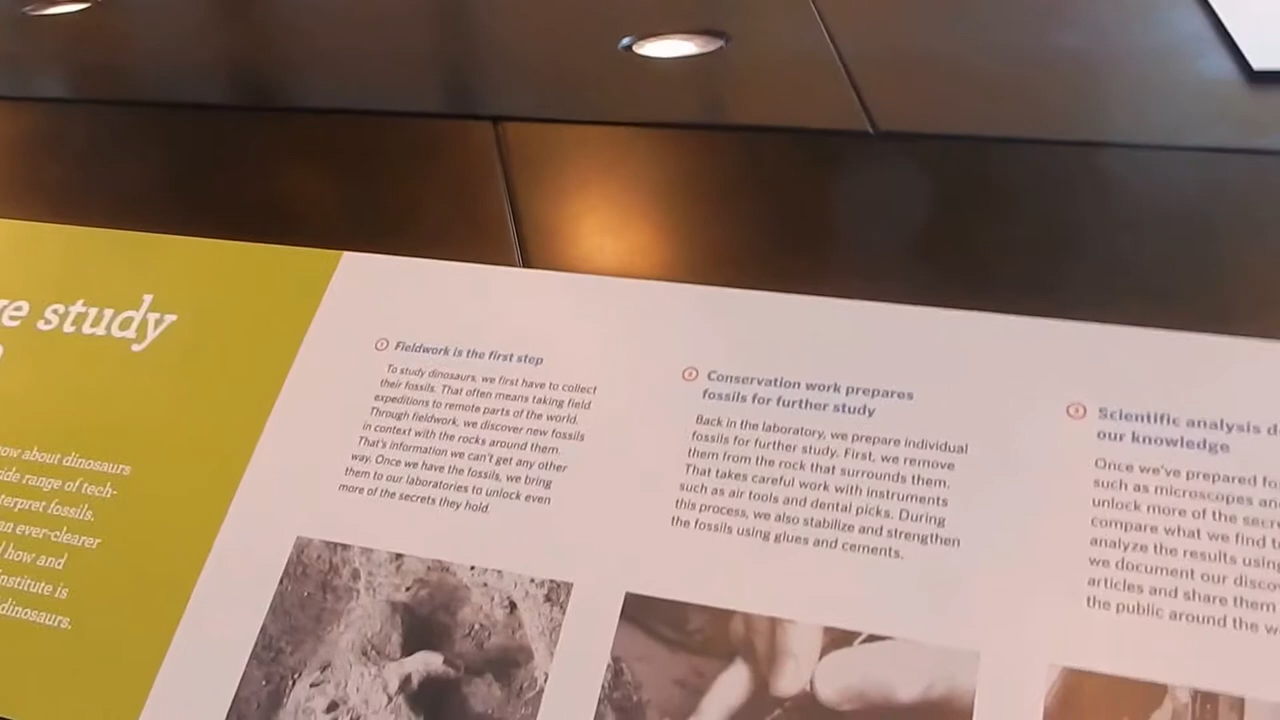 e study
ow about dinosaurs
ide range of tech-
terpret fossils.
an ever-clearer
how and
nstitute is
dinosaurs.
1 Fieldwork is the first step
To study dinosaurs, we first have to collect
their fossils. That often means taking field
expeditions to remote parts of the world.
Through fieldwork, we discover new fossils
in context with the rocks around them.
That's information we can't get any other
way. Once we have the fossils, we bring
them to our laboratories to unlock even
more of the secrets they hold.
2 Conservation work prepares
fossils for further study
Back in the laboratory, we prepare individual
fossils for further study. First, we remove
them from the rock that surrounds them.
That takes careful work with instruments
such as air tools and dental picks. During
this process, we also stabilize and strengthen
the fossils using glues and cements.
3 Scientific analysis d
our knowledge
Once we've prepared fo
such as microscopes an
unlock more of the secr
compare what we find t
analyze the results using
we document our disco
articles and share them
the public around the w